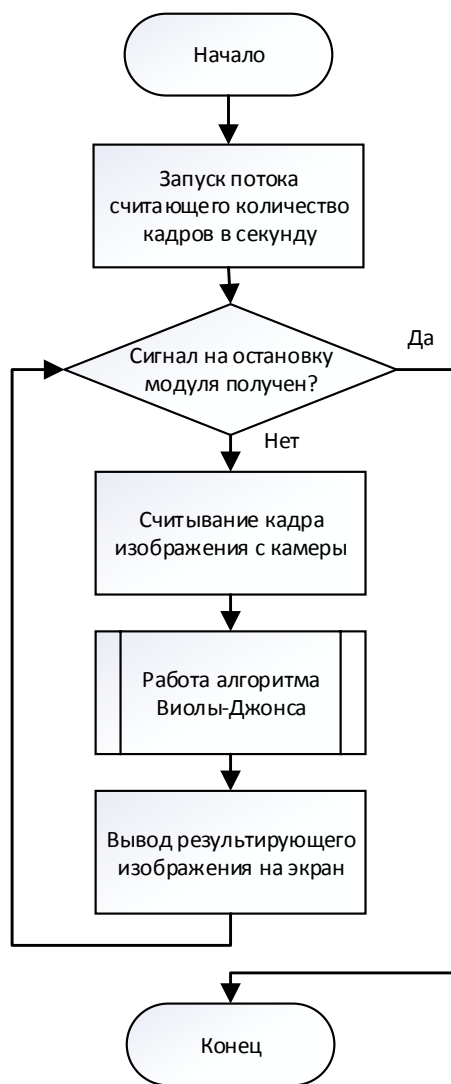 Начало
Запуск потока
считающего количество
кадров в секунду
Да
Сигнал на остановку
модуля получен?
Нет
Считывание кадра
изображения с камеры
Работа алгоритма
Виолы-Джонса
Вывод результирующего
изображения на экран
Конец